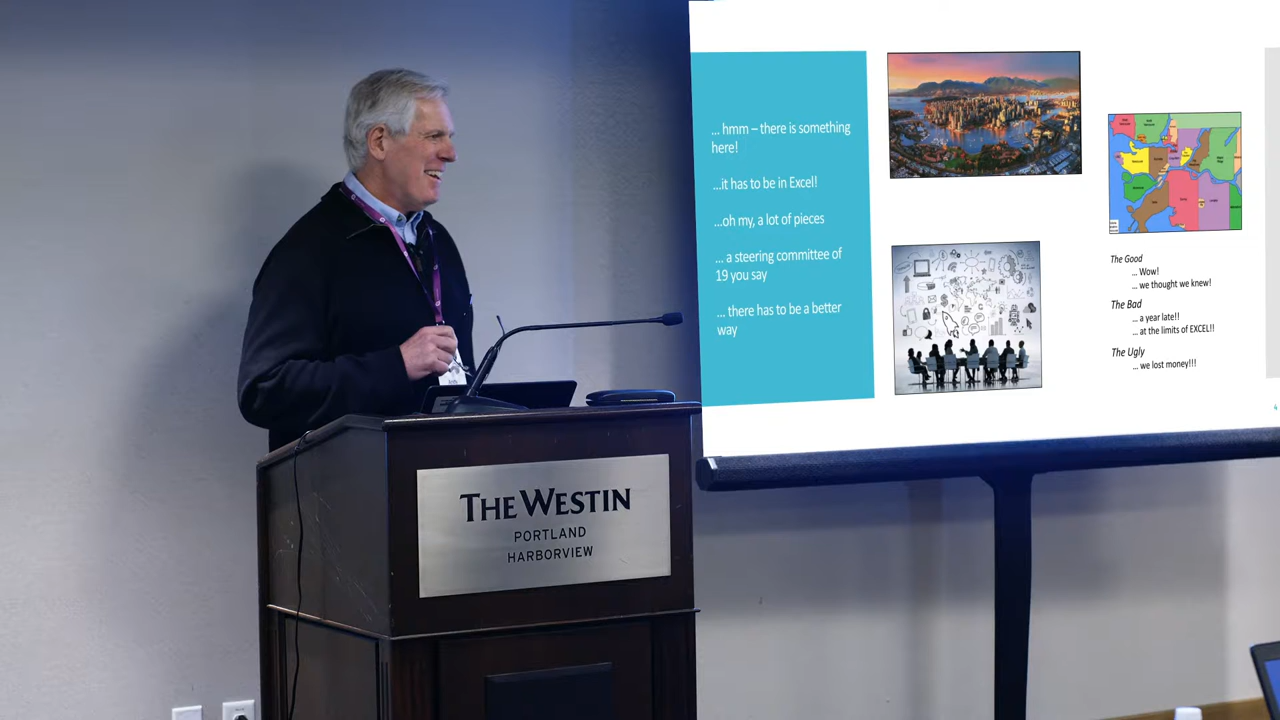 ... hmm – there is something
here!
...it has to be in Excel!
...oh my, a lot of pieces
... a steering committee of
19 you say
... there has to be a better
way
The Good
... Wow!
... we thought we knew!
The Bad
... a year late!!
... at the limits of EXCEL!!
The Ugly
... we lost money!!!
4
THE WESTIN
PORTLAND
HARBORVIEW